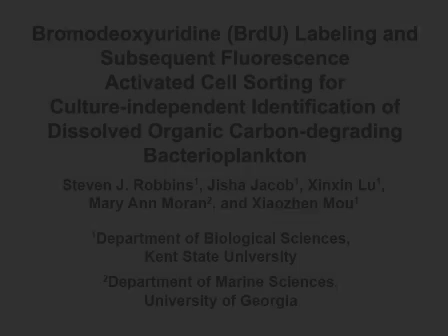 Bromodeoxyuridine (BrdU) Labeling and
Subsequent Fluorescence
Activated Cell Sorting for
Culture-independent Identification of
Dissolved Organic Carbon-degrading
Bacterioplankton
Steven J. Robbins¹, Jisha Jacob¹, Xinxin Lu¹,
Mary Ann Moran², and Xiaozhen Mou¹
¹Department of Biological Sciences,
Kent State University
²Department of Marine Sciences,
University of Georgia